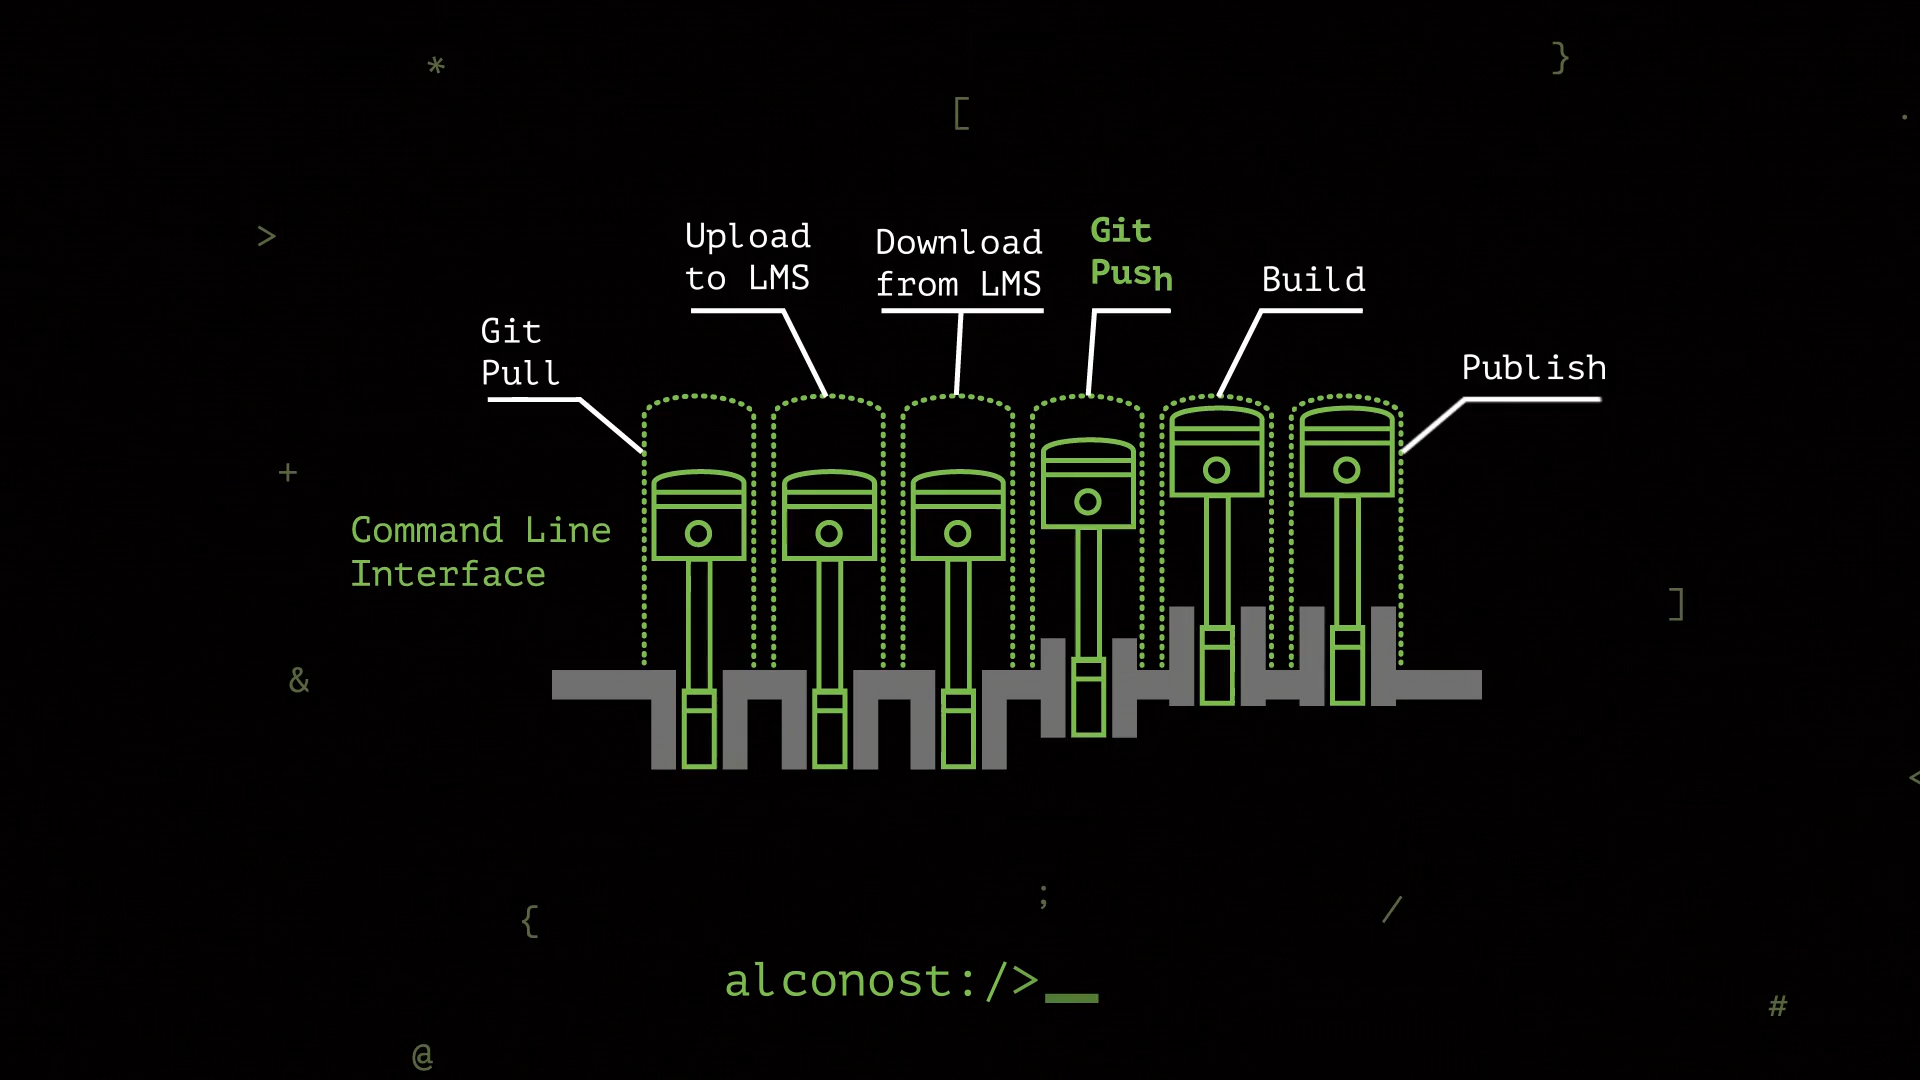 *
}
[
.
>
Upload
to LMS
Download
from LMS
Git
Push
Build
Git
Pull
Publish
+
Command Line
Interface
]
&
<
{
;
/
alconost:/>_
#
@